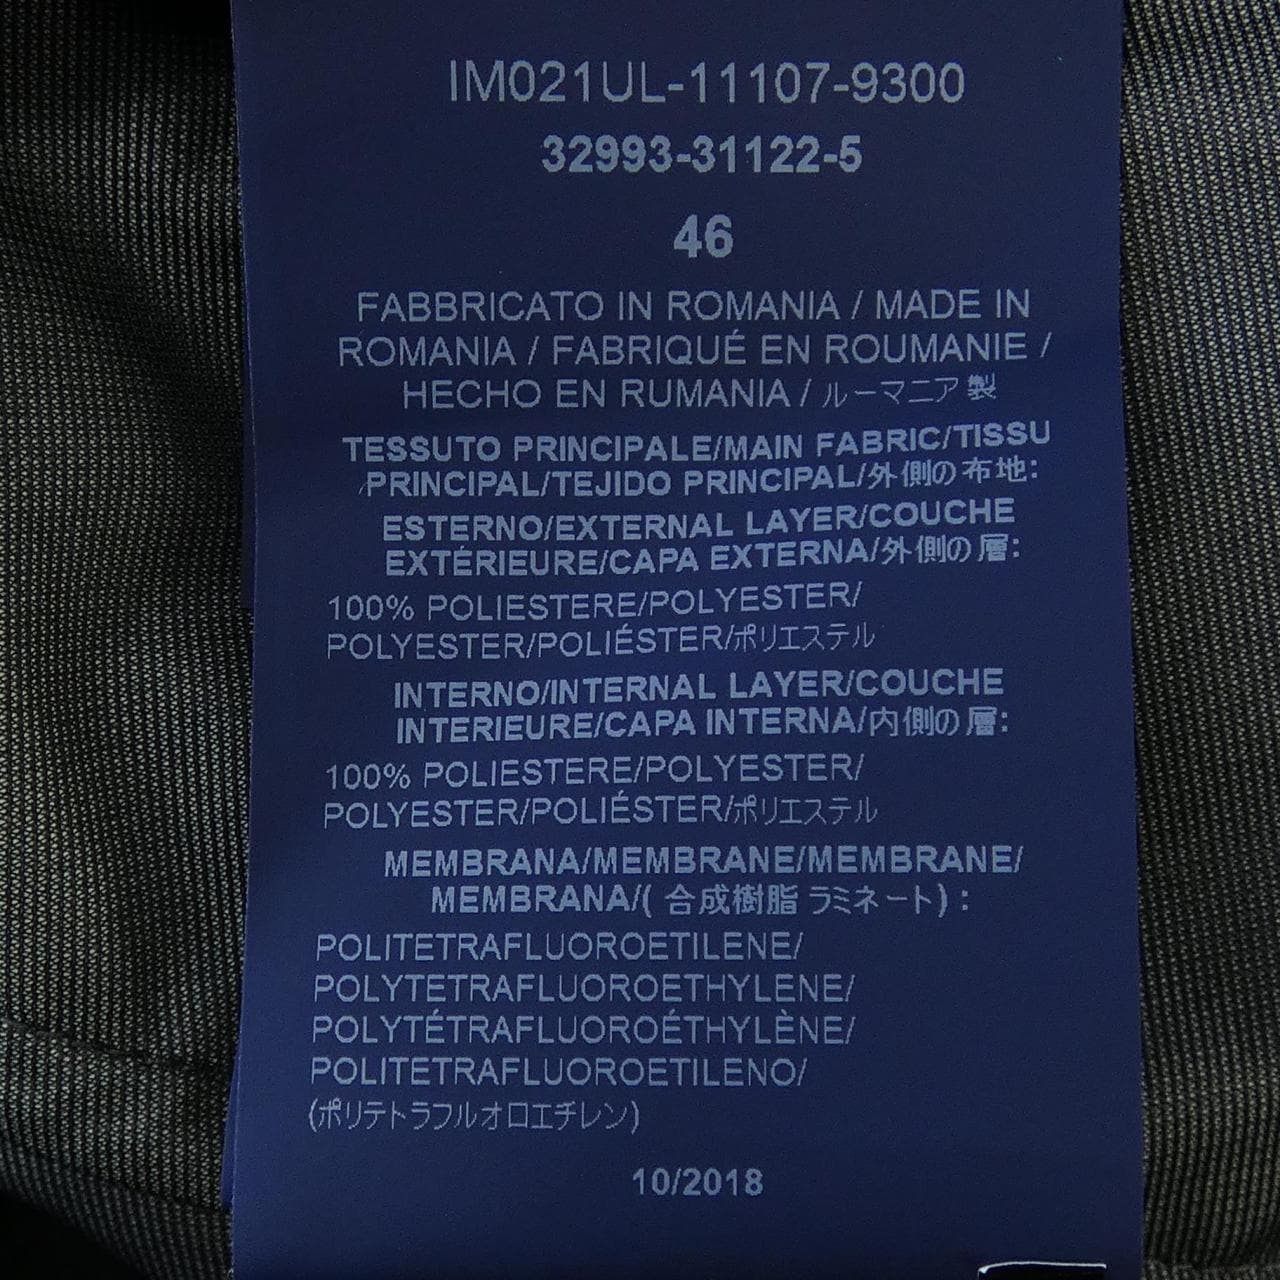 IM021UL-11107-9300
32993-31122-5
46
FABBRICATO IN ROMANIA / MADE IN
ROMANIA / FABRIQUÉ EN ROUMANIE /
HECHO EN RUMANIA / ルーマニア製
TESSUTO PRINCIPALE/MAIN FABRIC/TISSU
PRINCIPAL/TEJIDO PRINCIPAL/外側の布地:
ESTERNO/EXTERNAL LAYER/COUCHE
EXTÉRIEURE/CAPA EXTERNA/外側の層:
100% POLIESTERE/POLYESTER/
POLYESTER/POLIÉSTER/ポリエステル
INTERNO/INTERNAL LAYER/COUCHE
INTERIEURE/CAPA INTERNA/内側の層:
100% POLIESTERE/POLYESTER/
POLYESTER/POLIÉSTER/ポリエステル
MEMBRANA/MEMBRANE/MEMBRANE/
MEMBRANA/( 合成樹脂 ラミネート) :
POLITETRAFLUOROETILENE/
POLYTETRAFLUOROETHYLENE/
POLYTÉTRAFLUOROÉTHYLÈNE/
POLITETRAFLUOROETILENO/
(ポリテトラフルオロエチレン)
10/2018